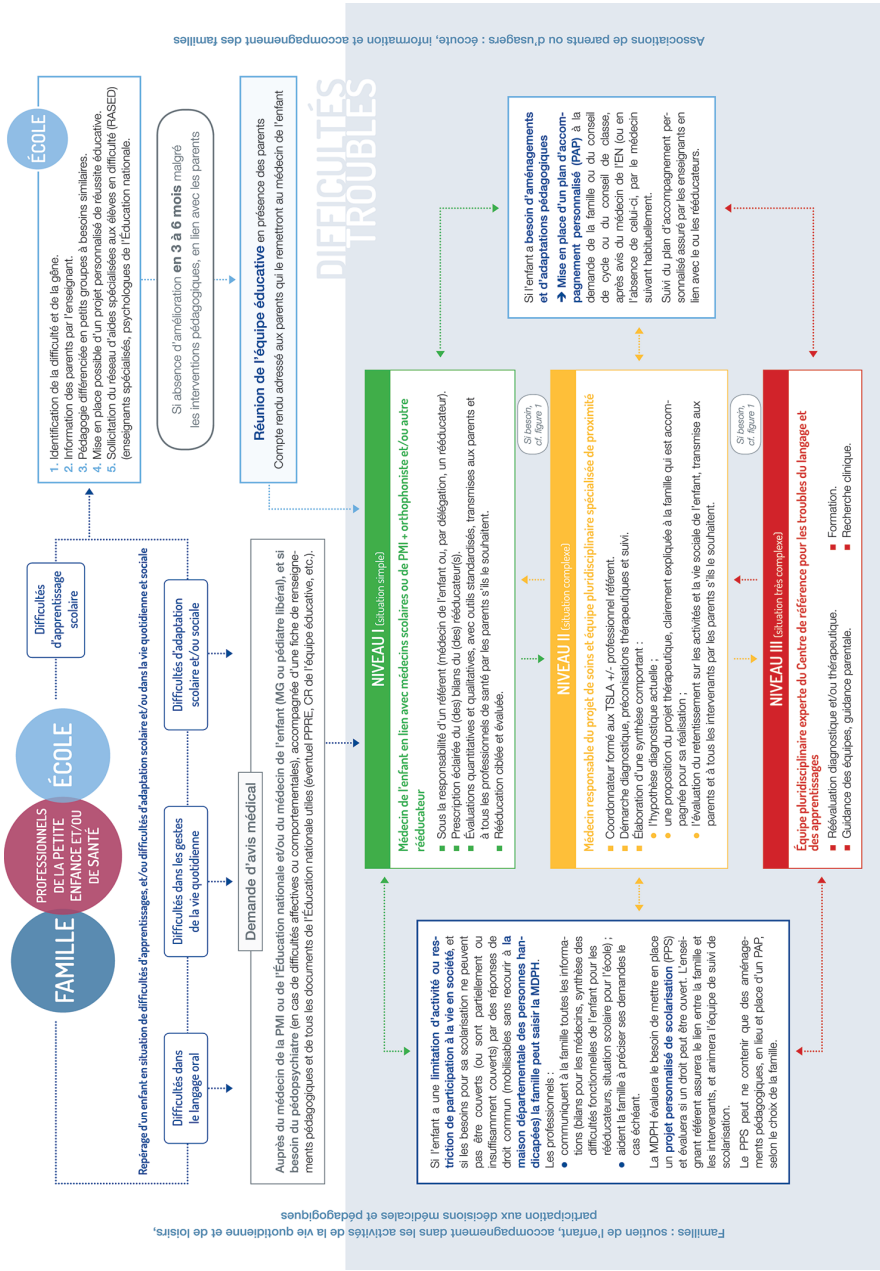 FAMILLE
PROFESSIONNELS
DE LA PETITE
ENFANCE ET/OU
DE SANTÉ
ÉCOLE
Difficultés
d'apprentissage
scolaire
Repérage d'un enfant en situation de difficultés d'apprentissages, et/ou difficultés d'adaptation scolaire et/ou dans la vie quotidienne et sociale
Difficultés dans
le langage oral
Difficultés dans les gestes
de la vie quotidienne
Difficultés d'adaptation
scolaire et/ou sociale
Demande d'avis médical
Auprès du médecin de la PMI ou de l'Éducation nationale et/ou du médecin de l'enfant (MG ou pédiatre libéral), et si
besoin du pédopsychiatre (en cas de difficultés affectives ou comportementales), accompagnée d'une fiche de renseigne-
ments pédagogiques et de tous les documents de l'Éducation nationale utiles (éventuel PPRE, CR de l'équipe éducative, etc.).
ÉCOLE
1. Identification de la difficulté et de la gêne.
2. Information des parents par l'enseignant.
3. Pédagogie différenciée en petits groupes à besoins similaires.
4. Mise en place possible d'un projet personnalisé de réussite éducative.
5. Sollicitation du réseau d'aides spécialisées aux élèves en difficulté (RASED)
(enseignants spécialisés, psychologues de l'Éducation nationale.
Si absence d'amélioration en 3 à 6 mois malgré
les interventions pédagogiques, en lien avec les parents
Réunion de l'équipe éducative en présence des parents
Compte rendu adressé aux parents qui le remettront au médecin de l'enfant
DIFFICULTÉS
TROUBLES
Si l'enfant a une limitation d'activité ou res-
triction de participation à la vie en société, et
si les besoins pour sa scolarisation ne peuvent
pas être couverts (ou sont partiellement ou
insuffisamment couverts) par des réponses de
droit commun (mobilisables sans recourir à la
maison départementale des personnes han-
dicapées) la famille peut saisir la MDPH.
Les professionnels :
● communiquent à la famille toutes les informa-
tions (bilans pour les médecins, synthèse des
difficultés fonctionnelles de l'enfant pour les
rééducateurs, situation scolaire pour l'école) ;
● aident la famille à préciser ses demandes le
cas échéant.
La MDPH évaluera le besoin de mettre en place
un projet personnalisé de scolarisation (PPS)
et évaluera si un droit peut être ouvert. L'ensei-
gnant référent assurera le lien entre la famille et
les intervenants, et animera l'équipe de suivi de
scolarisation.
Le PPS peut ne contenir que des aménage-
ments pédagogiques, en lieu et place d'un PAP,
selon le choix de la famille.
NIVEAU I (situation simple)
Médecin de l'enfant en lien avec médecins scolaires ou de PMI + orthophoniste et/ou autre
rééducateur
■ Sous la responsabilité d'un référent (médecin de l'enfant ou, par délégation, un rééducateur).
■ Prescription éclairée du (des) bilans du (des) rééducateur(s).
■ Évaluations quantitatives et qualitatives, avec outils standardisés, transmises aux parents et
à tous les professionnels de santé par les parents s'ils le souhaitent.
■ Rééducation ciblée et évaluée.
Si besoin,
cf. figure 1
NIVEAU II (situation complexe)
Médecin responsable du projet de soins et équipe pluridisciplinaire spécialisée de proximité
■ Coordonnateur formé aux TSLA +/- professionnel référent.
■ Démarche diagnostique, préconisations thérapeutiques et suivi.
■ Élaboration d'une synthèse comportant :
● l'hypothèse diagnostique actuelle ;
● une proposition du projet thérapeutique, clairement expliquée à la famille qui est accom-
pagnée pour sa réalisation ;
● l'évaluation du retentissement sur les activités et la vie sociale de l'enfant, transmise aux
parents et à tous les intervenants par les parents s'ils le souhaitent.
Si besoin,
cf. figure 1
NIVEAU III (situation très complexe)
Équipe pluridisciplinaire experte du Centre de référence pour les troubles du langage et
des apprentissages
■ Réévaluation diagnostique et/ou thérapeutique.
■ Guidance des équipes, guidance parentale.
■ Formation.
■ Recherche clinique.
Si l'enfant a besoin d'aménagements
et d'adaptations pédagogiques
➔ Mise en place d'un plan d'accom-
pagnement personnalisé (PAP) à la
demande de la famille ou du conseil
de cycle ou du conseil de classe,
après avis du médecin de l'EN (ou en
l'absence de celui-ci, par le médecin
suivant habituellement.
Suivi du plan d'accompagnement per-
sonnalisé assuré par les enseignants en
lien avec le ou les rééducateurs.
Familles : soutien de l'enfant, accompagnement dans les activités de la vie quotidienne et de loisirs,
participation aux décisions médicales et pédagogiques
Associations de parents ou d'usagers : écoute, information et accompagnement des familles